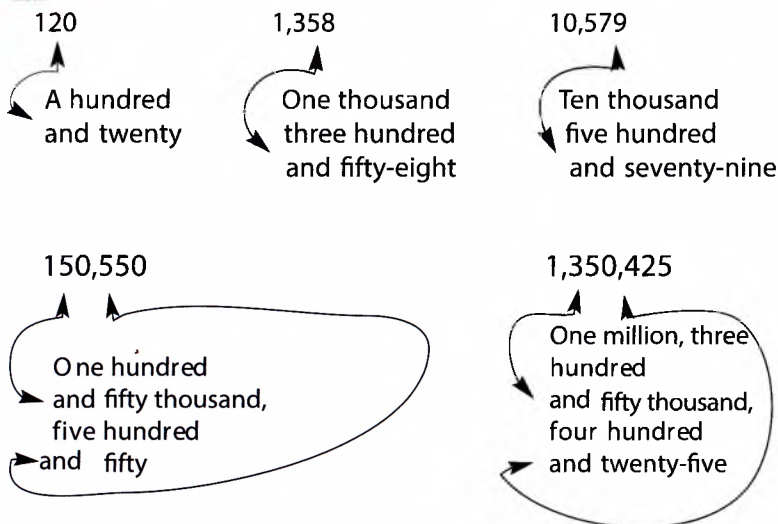 120
A hundred
and twenty
1,358
One thousand
three hundred
and fifty-eight
10,579
Ten thousand
five hundred
and seventy-nine
150,550
One hundred
and fifty thousand,
five hundred
and fifty
1,350,425
One million, three
hundred
and fifty thousand,
four hundred
and twenty-five